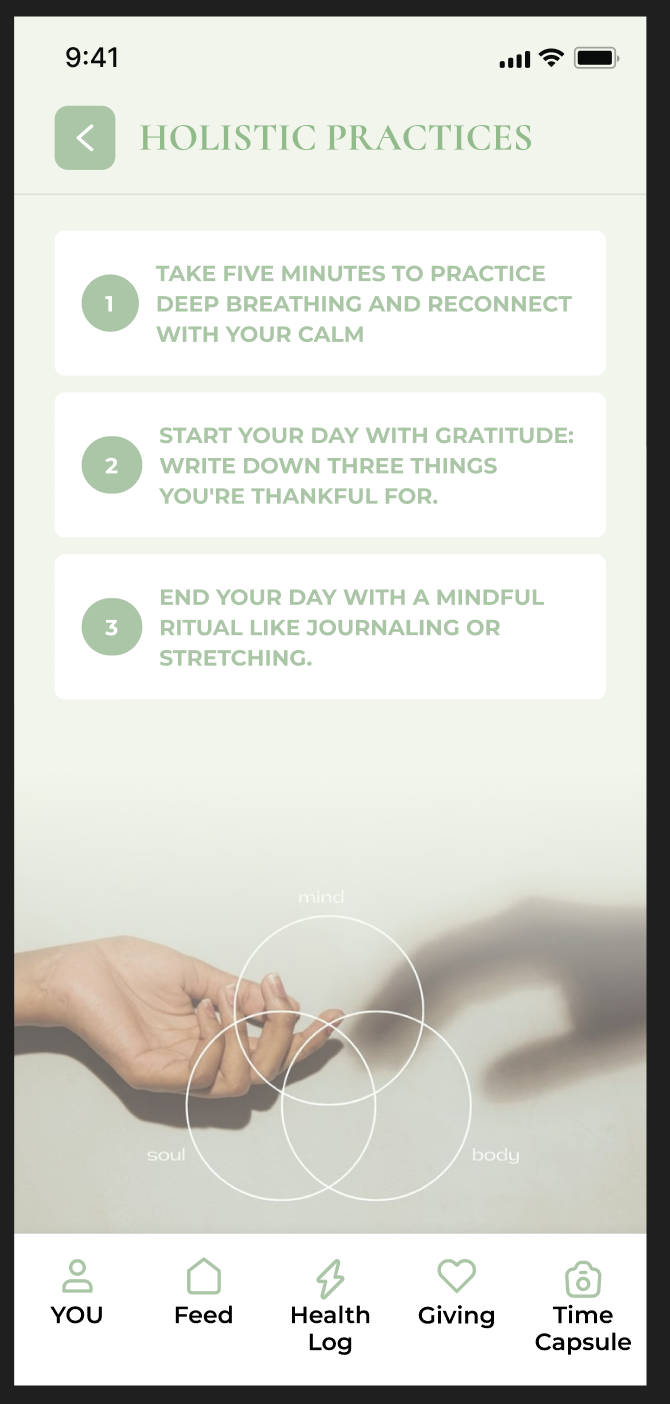 9:41
HOLISTIC PRACTICES
1
TAKE FIVE MINUTES TO PRACTICE
DEEP BREATHING AND RECONNECT
WITH YOUR CALM
2
START YOUR DAY WITH GRATITUDE:
WRITE DOWN THREE THINGS
YOU'RE THANKFUL FOR.
3
END YOUR DAY WITH A MINDFUL
RITUAL LIKE JOURNALING OR
STRETCHING.
mind
soul
body
YOU
Feed
Health
Log
Giving
Time
Capsule